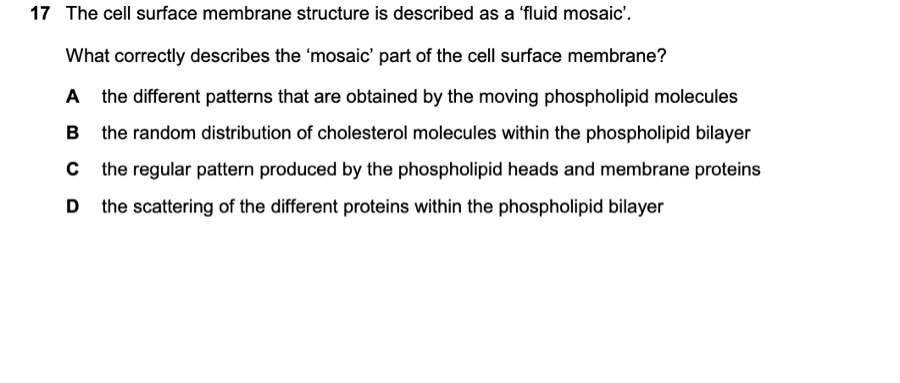 17 The cell surface membrane structure is described as a ‘fluid mosaic’.
What correctly describes the ‘mosaic’ part of the cell surface membrane?
A the different patterns that are obtained by the moving phospholipid molecules
B the random distribution of cholesterol molecules within the phospholipid bilayer
C the regular pattern produced by the phospholipid heads and membrane proteins
D the scattering of the different proteins within the phospholipid bilayer